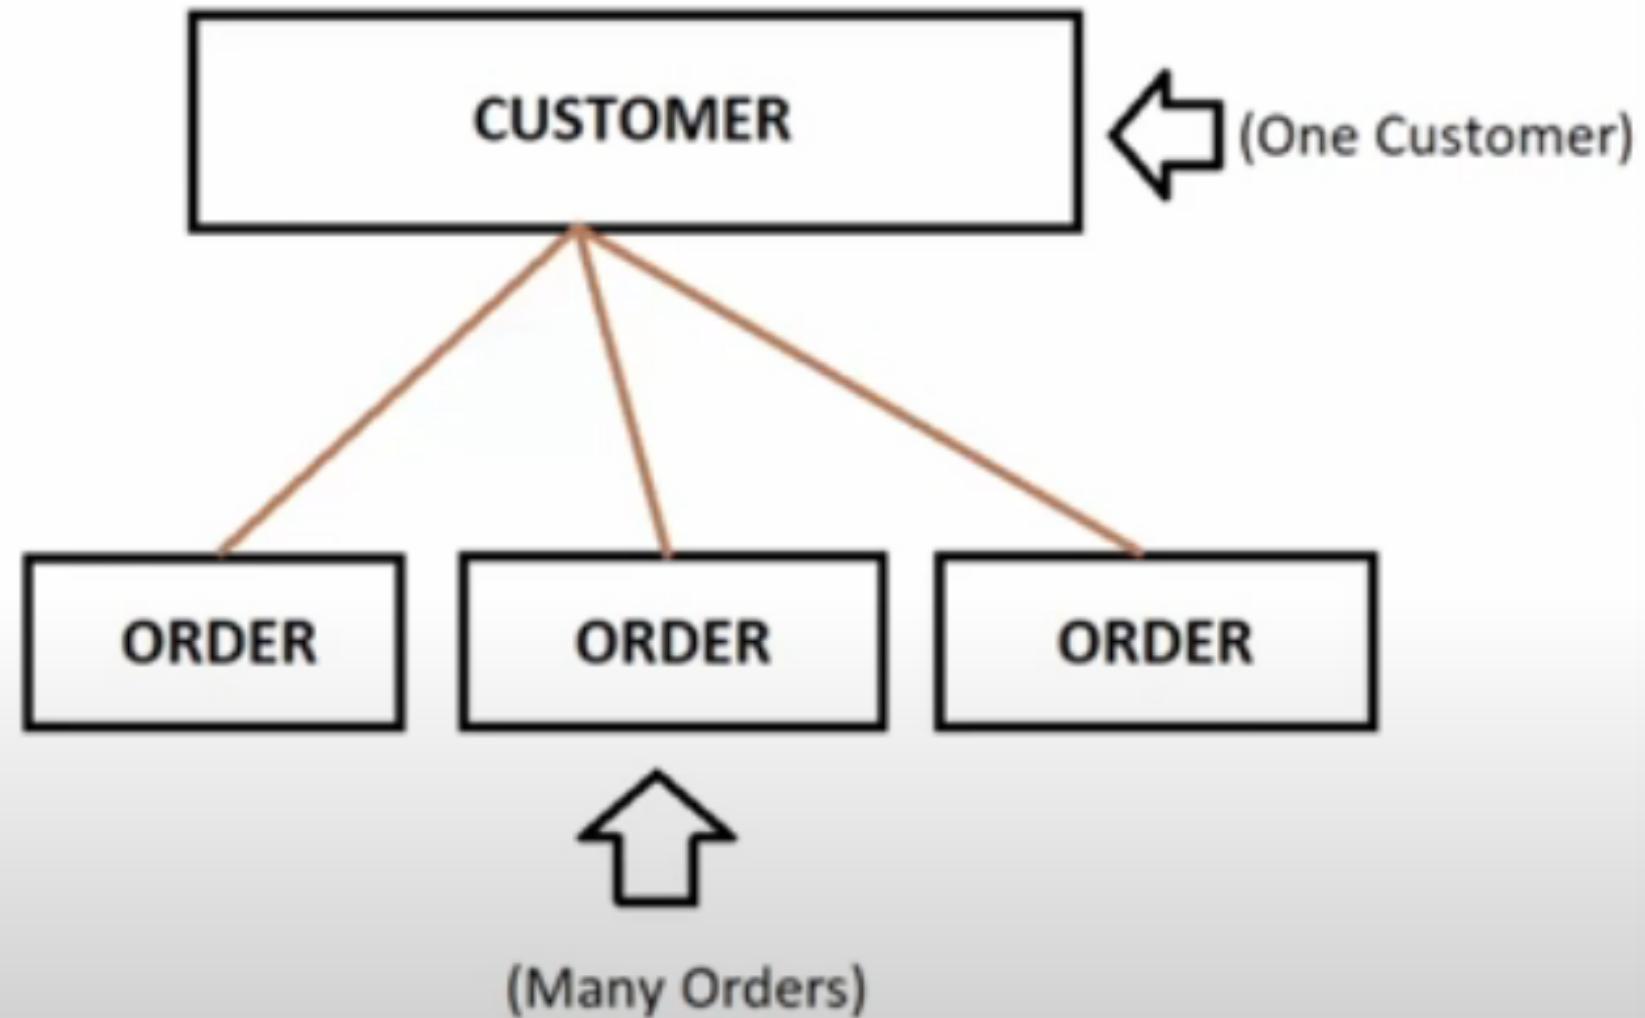 CUSTOMER
(One Customer)
ORDER
ORDER
ORDER
(Many Orders)